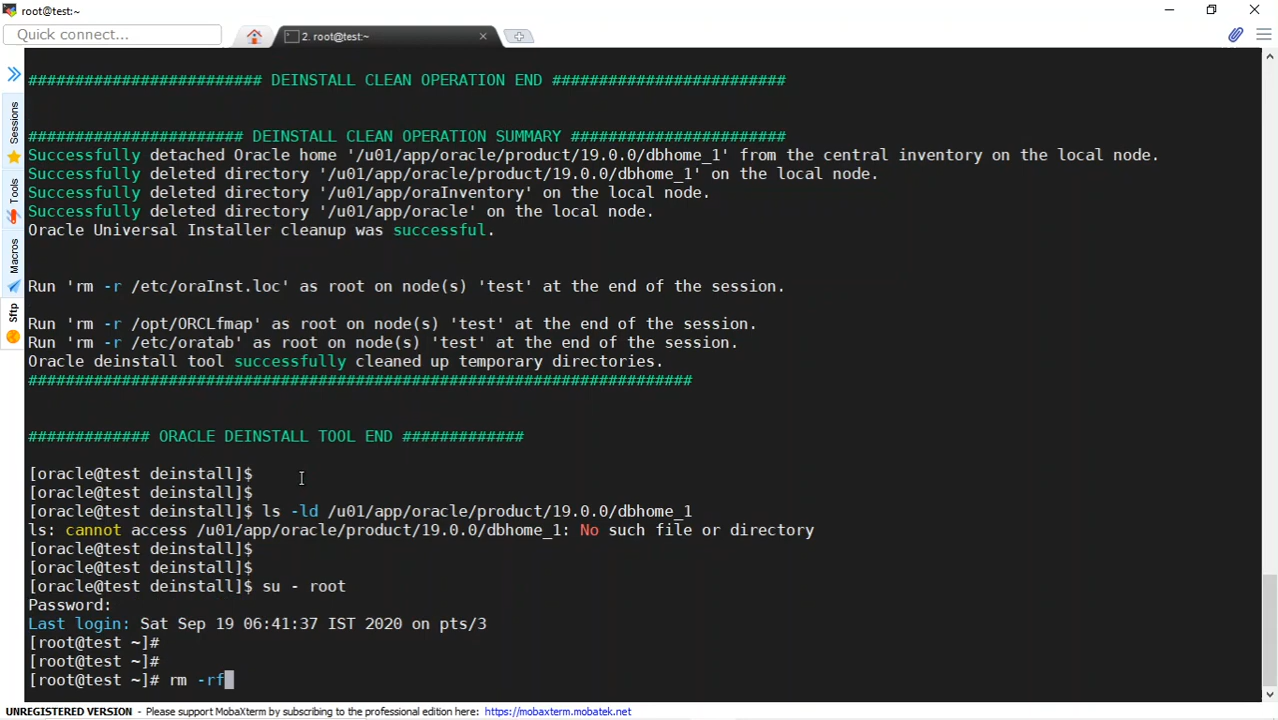 root@test:~
Quick connect...
2. root@test:~
Sessions
Tools
Macros
Sftp
######################### DEINSTALL CLEAN OPERATION END #########################
####################### DEINSTALL CLEAN OPERATION SUMMARY #######################
Successfully detached Oracle home '/u01/app/oracle/product/19.0.0/dbhome_1' from the central inventory on the local node.
Successfully deleted directory '/u01/app/oracle/product/19.0.0/dbhome_1' on the local node.
Successfully deleted directory '/u01/app/oraInventory' on the local node.
Successfully deleted directory '/u01/app/oracle' on the local node.
Oracle Universal Installer cleanup was successful.
Run 'rm -r /etc/oraInst.loc' as root on node(s) 'test' at the end of the session.
Run 'rm -r /opt/ORCLfmap' as root on node(s) 'test' at the end of the session.
Run 'rm -r /etc/oratab' as root on node(s) 'test' at the end of the session.
Oracle deinstall tool successfully cleaned up temporary directories.
#######################################################################
############# ORACLE DEINSTALL TOOL END #############
[oracle@test deinstall]$
[oracle@test deinstall]$
[oracle@test deinstall]$ ls -ld /u01/app/oracle/product/19.0.0/dbhome_1
ls: cannot access /u01/app/oracle/product/19.0.0/dbhome_1: No such file or directory
[oracle@test deinstall]$
[oracle@test deinstall]$
[oracle@test deinstall]$ su - root
Password:
Last login: Sat Sep 19 06:41:37 IST 2020 on pts/3
[root@test ~]#
[root@test ~]#
[root@test ~]# rm -rf
UNREGISTERED VERSION - Please support MobaXterm by subscribing to the professional edition here: https://mobaxterm.mobatek.net